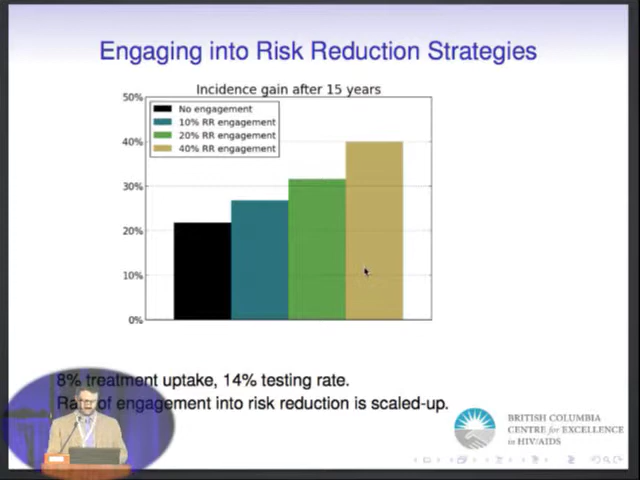 Engaging into Risk Reduction Strategies
Incidence gain after 15 years
50%
No engagement
10% RR engagement
20% RR engagement
40% RR engagement
40%
30%
20%
10%
0%
8% treatment uptake, 14% testing rate.
of engagement into risk reduction is scaled-up.
BRITISH COLUMBIA
CENTRE for EXCELLENCE
in HIV/AIDS